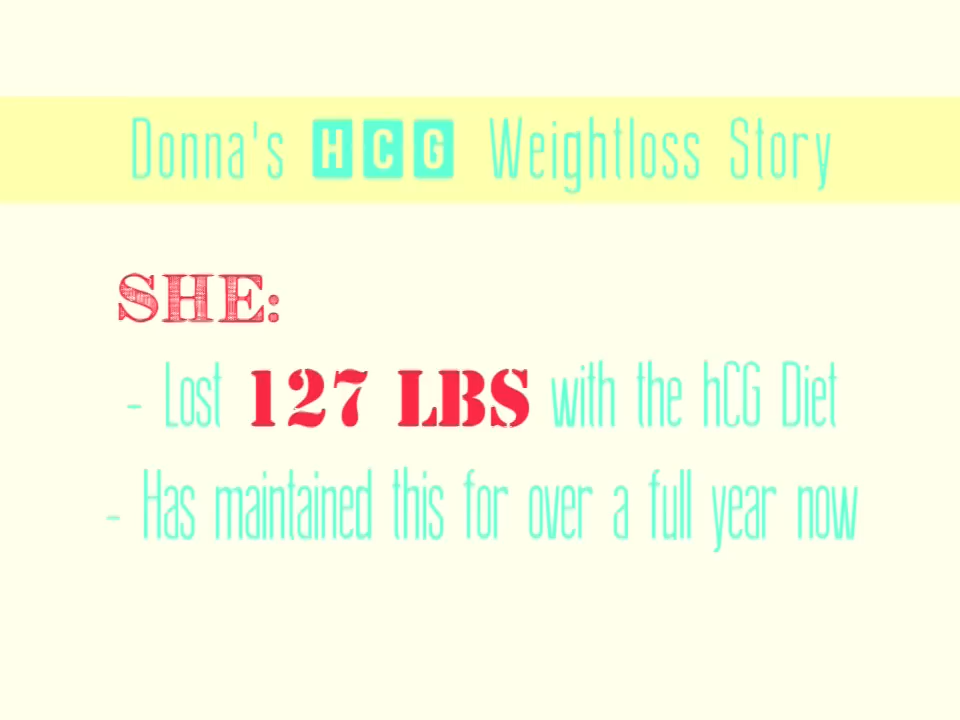 Donna's HCG Weightloss Story
SHE:
- Lost 127 LBS with the hCG Diet
- Has maintained this for over a full year now